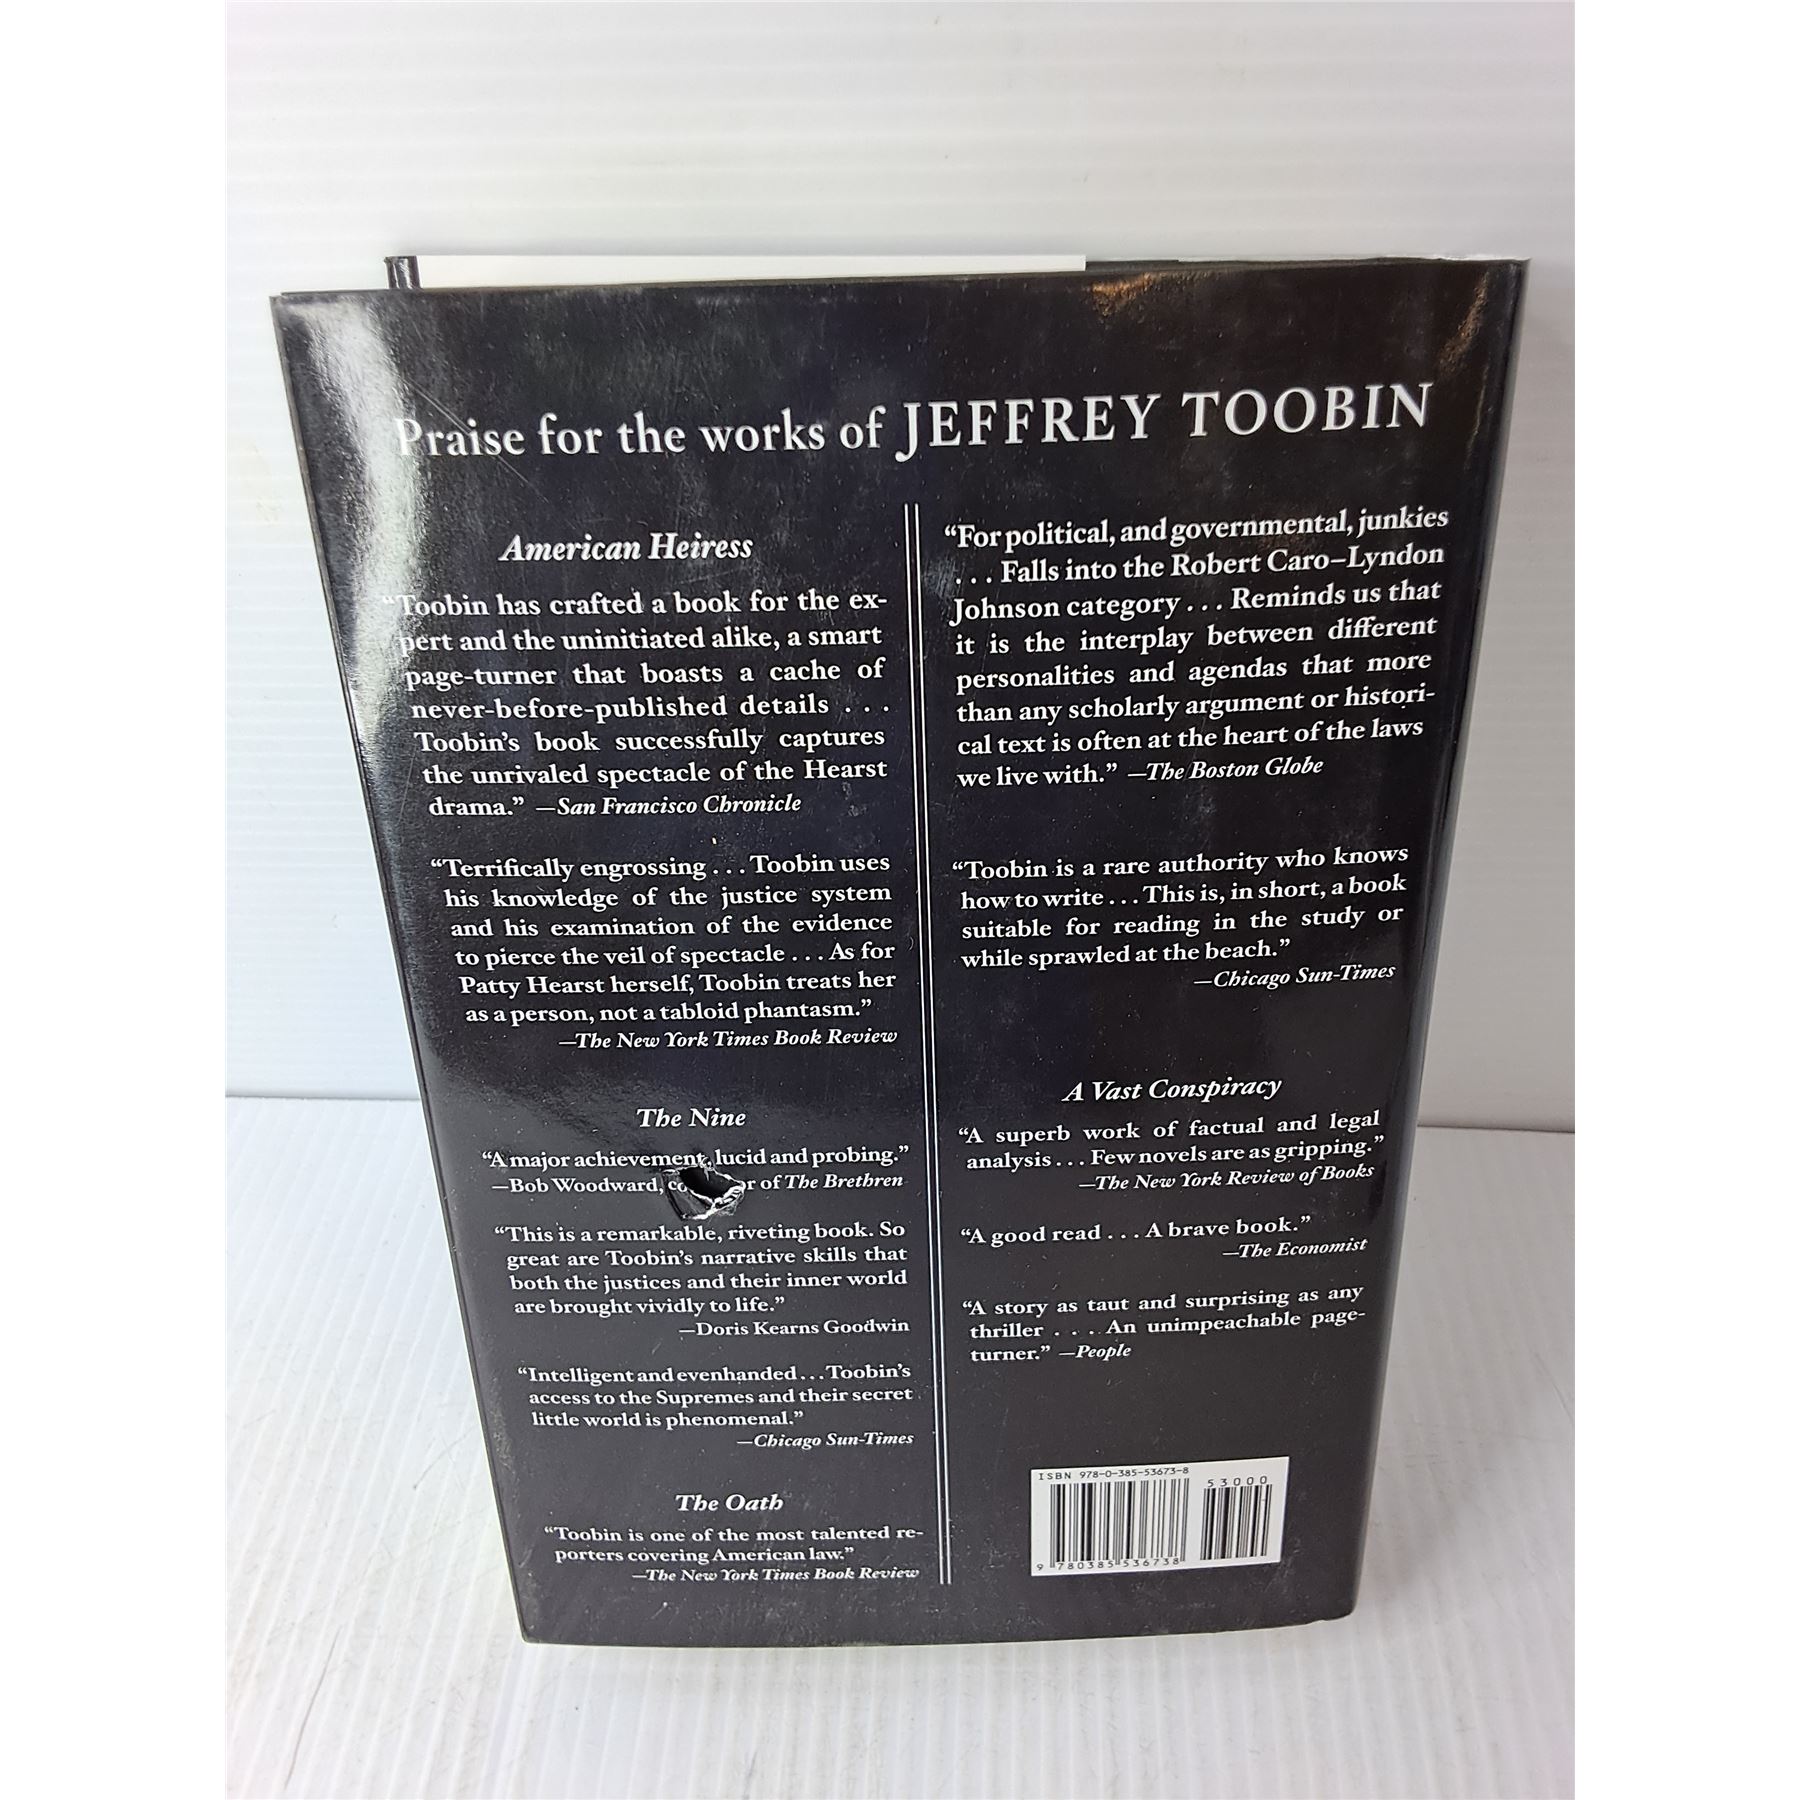 Praise for the works of JEFFREY TOOBIN
American Heiress
“Toobin has crafted a book for the ex-
pert and the uninitiated alike, a smart
page-turner that boasts a cache of
never-before-published details . . .
Toobin’s book successfully captures
the unrivaled spectacle of the Hearst
drama.” —San Francisco Chronicle
“Terrifically engrossing . . . Toobin uses
his knowledge of the justice system
and his examination of the evidence
to pierce the veil of spectacle . . . As for
Patty Hearst herself, Toobin treats her
as a person, not a tabloid phantasm.”
—The New York Times Book Review
The Nine
“A major achievement, lucid and probing.”
—Bob Woodward, of The Brethren
“This is a remarkable, riveting book. So
great are Toobin’s narrative skills that
both the justices and their inner world
are brought vividly to life.”
—Doris Kearns Goodwin
“Intelligent and evenhanded . . . Toobin’s
access to the Supremes and their secret
little world is phenomenal.”
—Chicago Sun-Times
The Oath
“Toobin is one of the most talented re-
porters covering American law.”
—The New York Times Book Review
“For political, and governmental, junkies
. . . Falls into the Robert Caro–Lyndon
Johnson category . . . Reminds us that
it is the interplay between different
personalities and agendas that more
than any scholarly argument or histori-
cal text is often at the heart of the laws
we live with.” —The Boston Globe
“Toobin is a rare authority who knows
how to write . . . This is, in short, a book
suitable for reading in the study or
while sprawled at the beach.”
—Chicago Sun-Times
A Vast Conspiracy
“A superb work of factual and legal
analysis . . . Few novels are as gripping.”
—The New York Review of Books
“A good read . . . A brave book.”
—The Economist
“A story as taut and surprising as any
thriller . . . An unimpeachable page-
turner.” —People
ISBN 978-0-385-53673-8
53000
9 780385 536738